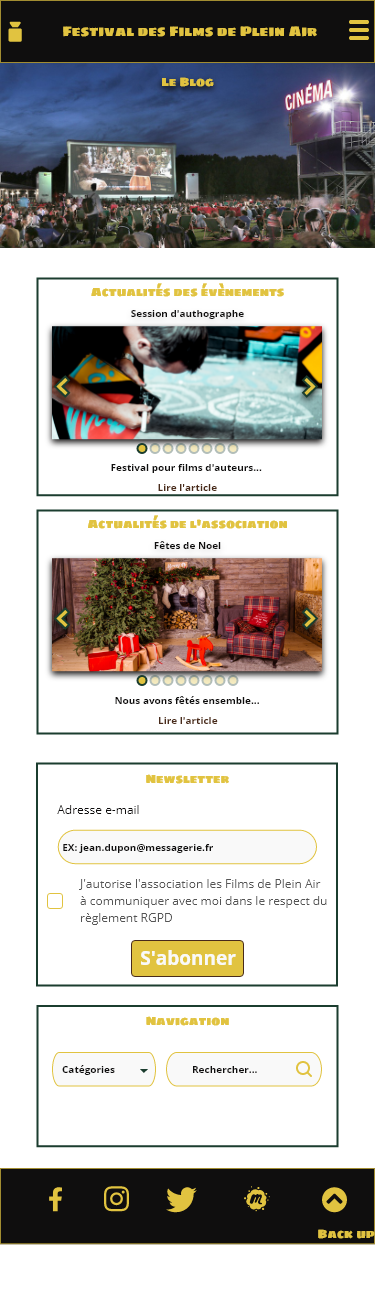 Festival des Films de Plein Air
Le Blog
CINÉMA
Actualités des évènements
Session d'authographe
Festival pour films d'auteurs...
Lire l'article
Actualités de l'association
Fêtes de Noel
Nous avons fêtés ensemble...
Lire l'article
Newsletter
Adresse e-mail
EX: jean.dupon@messagerie.fr
J'autorise l'association les Films de Plein Air
à communiquer avec moi dans le respect du
règlement RGPD
S'abonner
Navigation
Catégories
Rechercher...
Back up